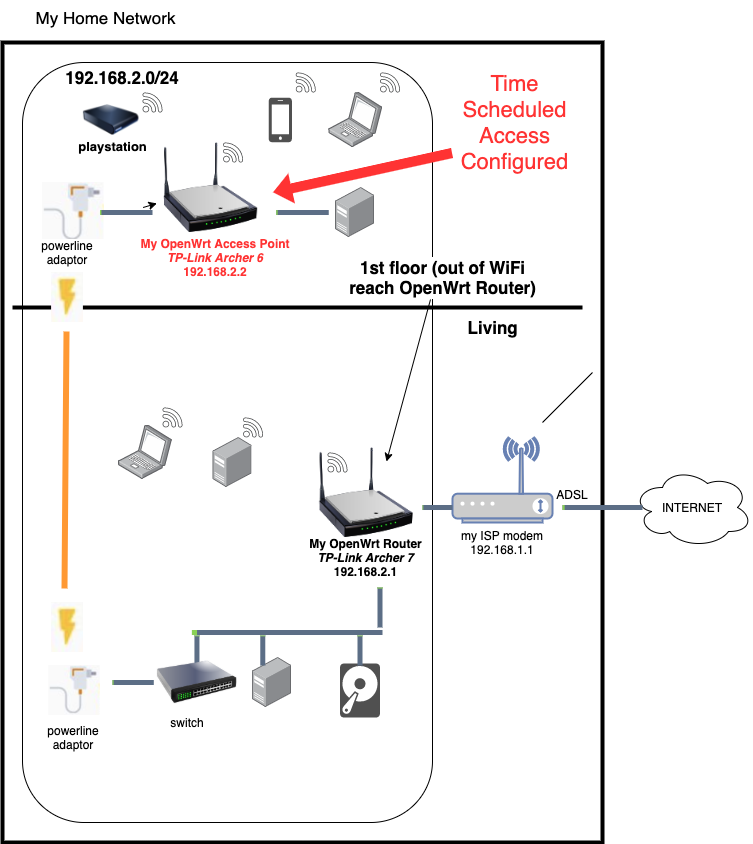 My Home Network
192.168.2.0/24
playstation
Time
Scheduled
Access
Configured
powerline
adaptor
My OpenWrt Access Point
TP-Link Archer 6
192.168.2.2
1st floor (out of WiFi
reach OpenWrt Router)
Living
ADSL
INTERNET
my ISP modem
192.168.1.1
My OpenWrt Router
TP-Link Archer 7
192.168.2.1
switch
powerline
adaptor